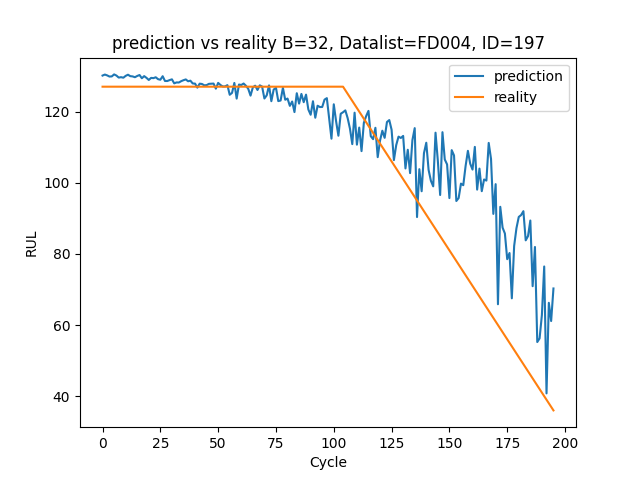 prediction vs reality B=32, Datalist=FD004, ID=197
prediction
reality
120
100
80
60
40
RUL
0 25 50 75 100 125 150 175 200
Cycle